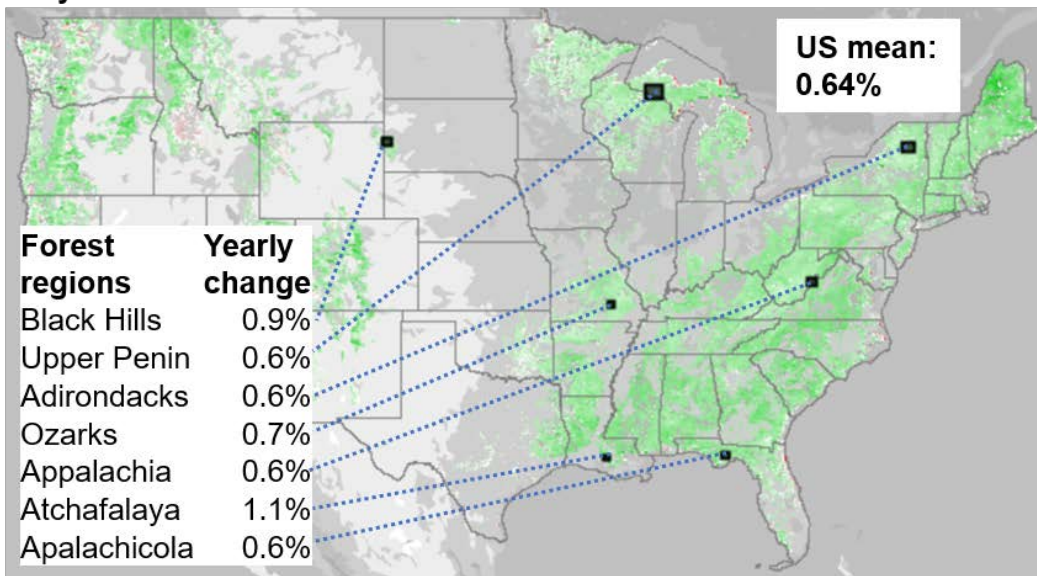 US mean:
0.64%
Forest Yearly
regions change
Black Hills 0.9%
Upper Penin 0.6%
Adirondacks 0.6%
Ozarks 0.7%
Appalachia 0.6%
Atchafalaya 1.1%
Apalachicola 0.6%